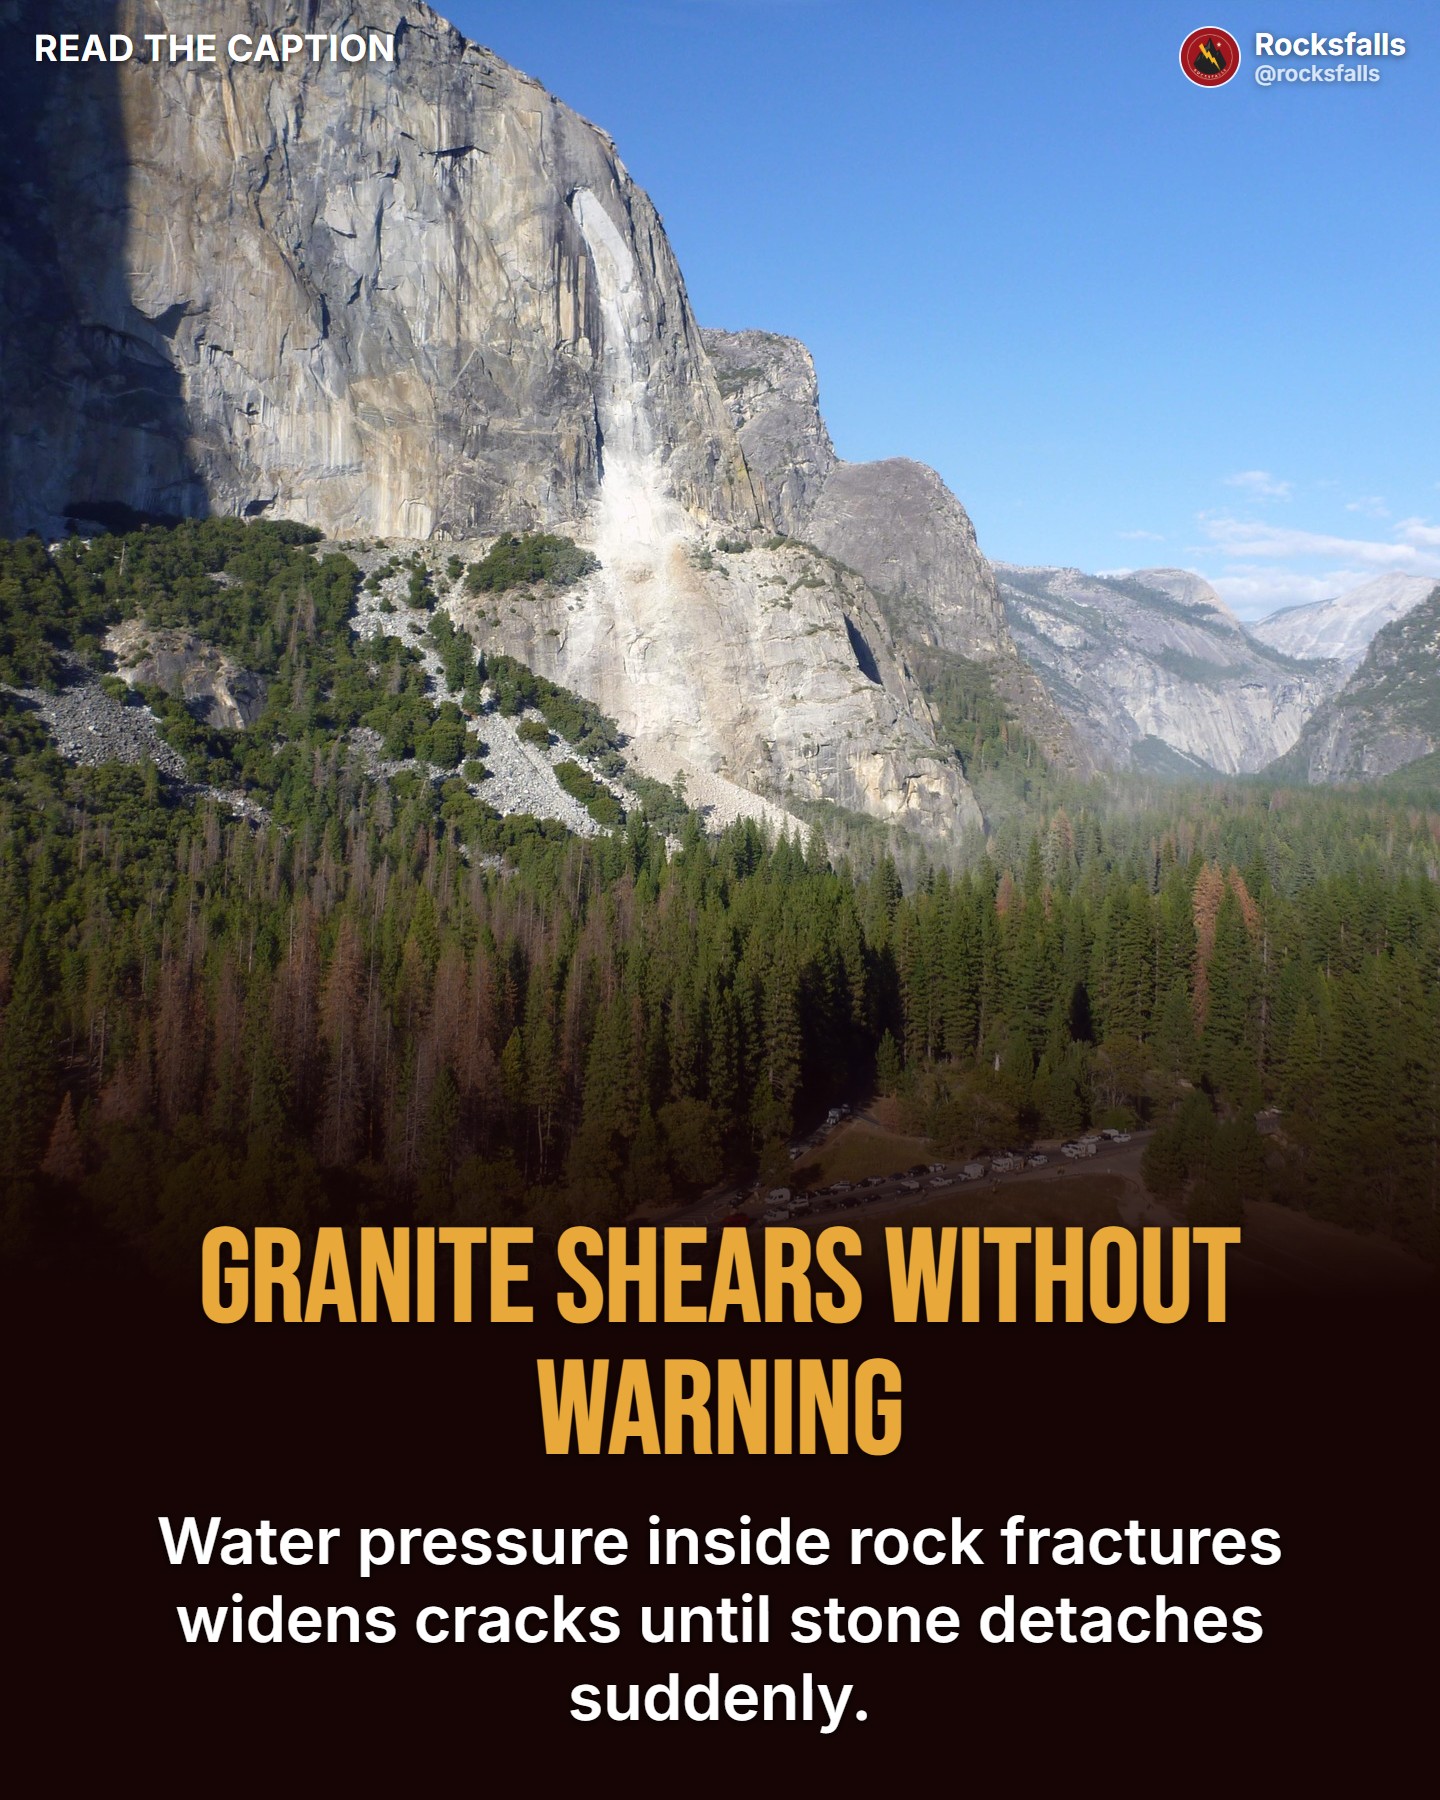 READ THE CAPTION
Rocksfalls
@rocksfalls
GRANITE SHEARS WITHOUT
WARNING
Water pressure inside rock fractures
widens cracks until stone detaches
suddenly.